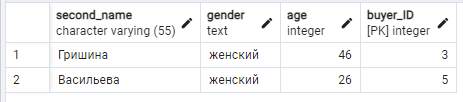 second_name gender age buyer_ID
character varying (55) text integer [PK] integer
1 Гришина женский 46 3
2 Васильева женский 26 5